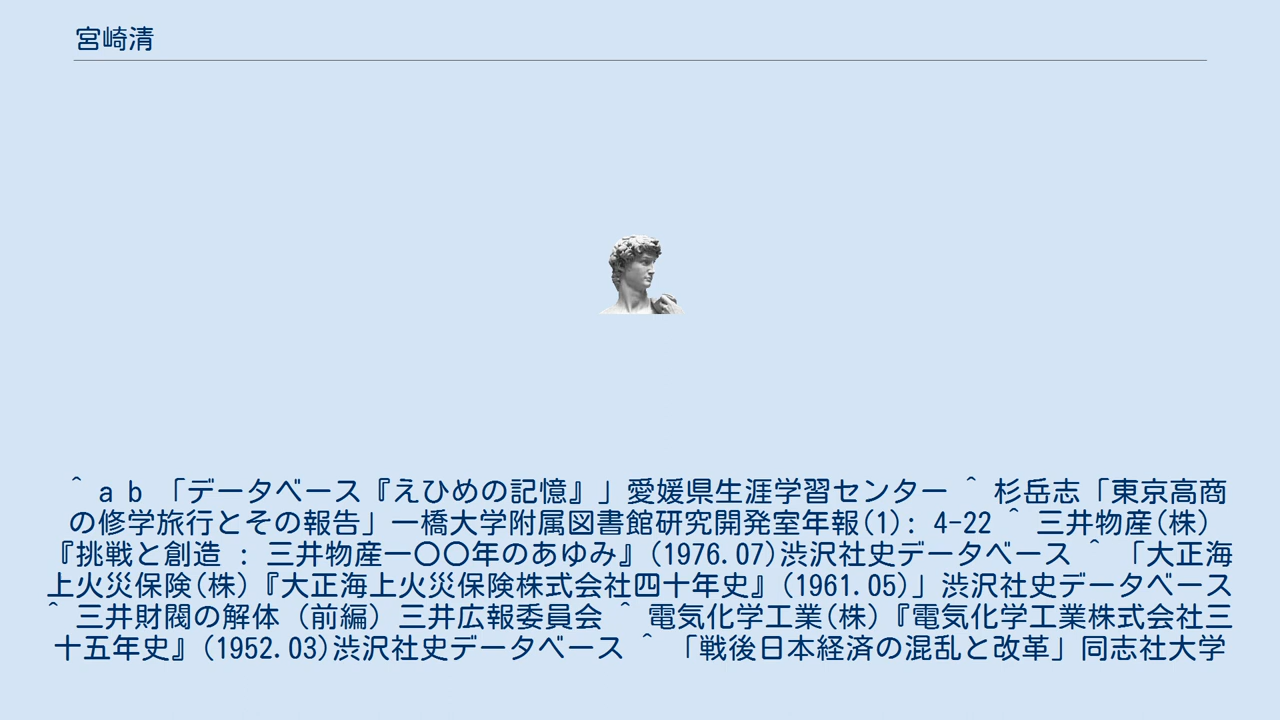 宮崎清
^ a b 「データベース『えひめの記憶』」愛媛県生涯学習センター ^ 杉岳志「東京高商
の修学旅行とその報告」一橋大学附属図書館研究開発室年報(1): 4-22 ^ 三井物産(株)
『挑戦と創造 : 三井物産一〇〇年のあゆみ』(1976.07)渋沢社史データベース ^ 「大正海
上火災保険(株)『大正海上火災保険株式会社四十年史』(1961.05)」渋沢社史データベース
^ 三井財閥の解体（前編）三井広報委員会 ^ 電気化学工業(株)『電気化学工業株式会社三
十五年史』(1952.03)渋沢社史データベース ^ 「戦後日本経済の混乱と改革」同志社大学